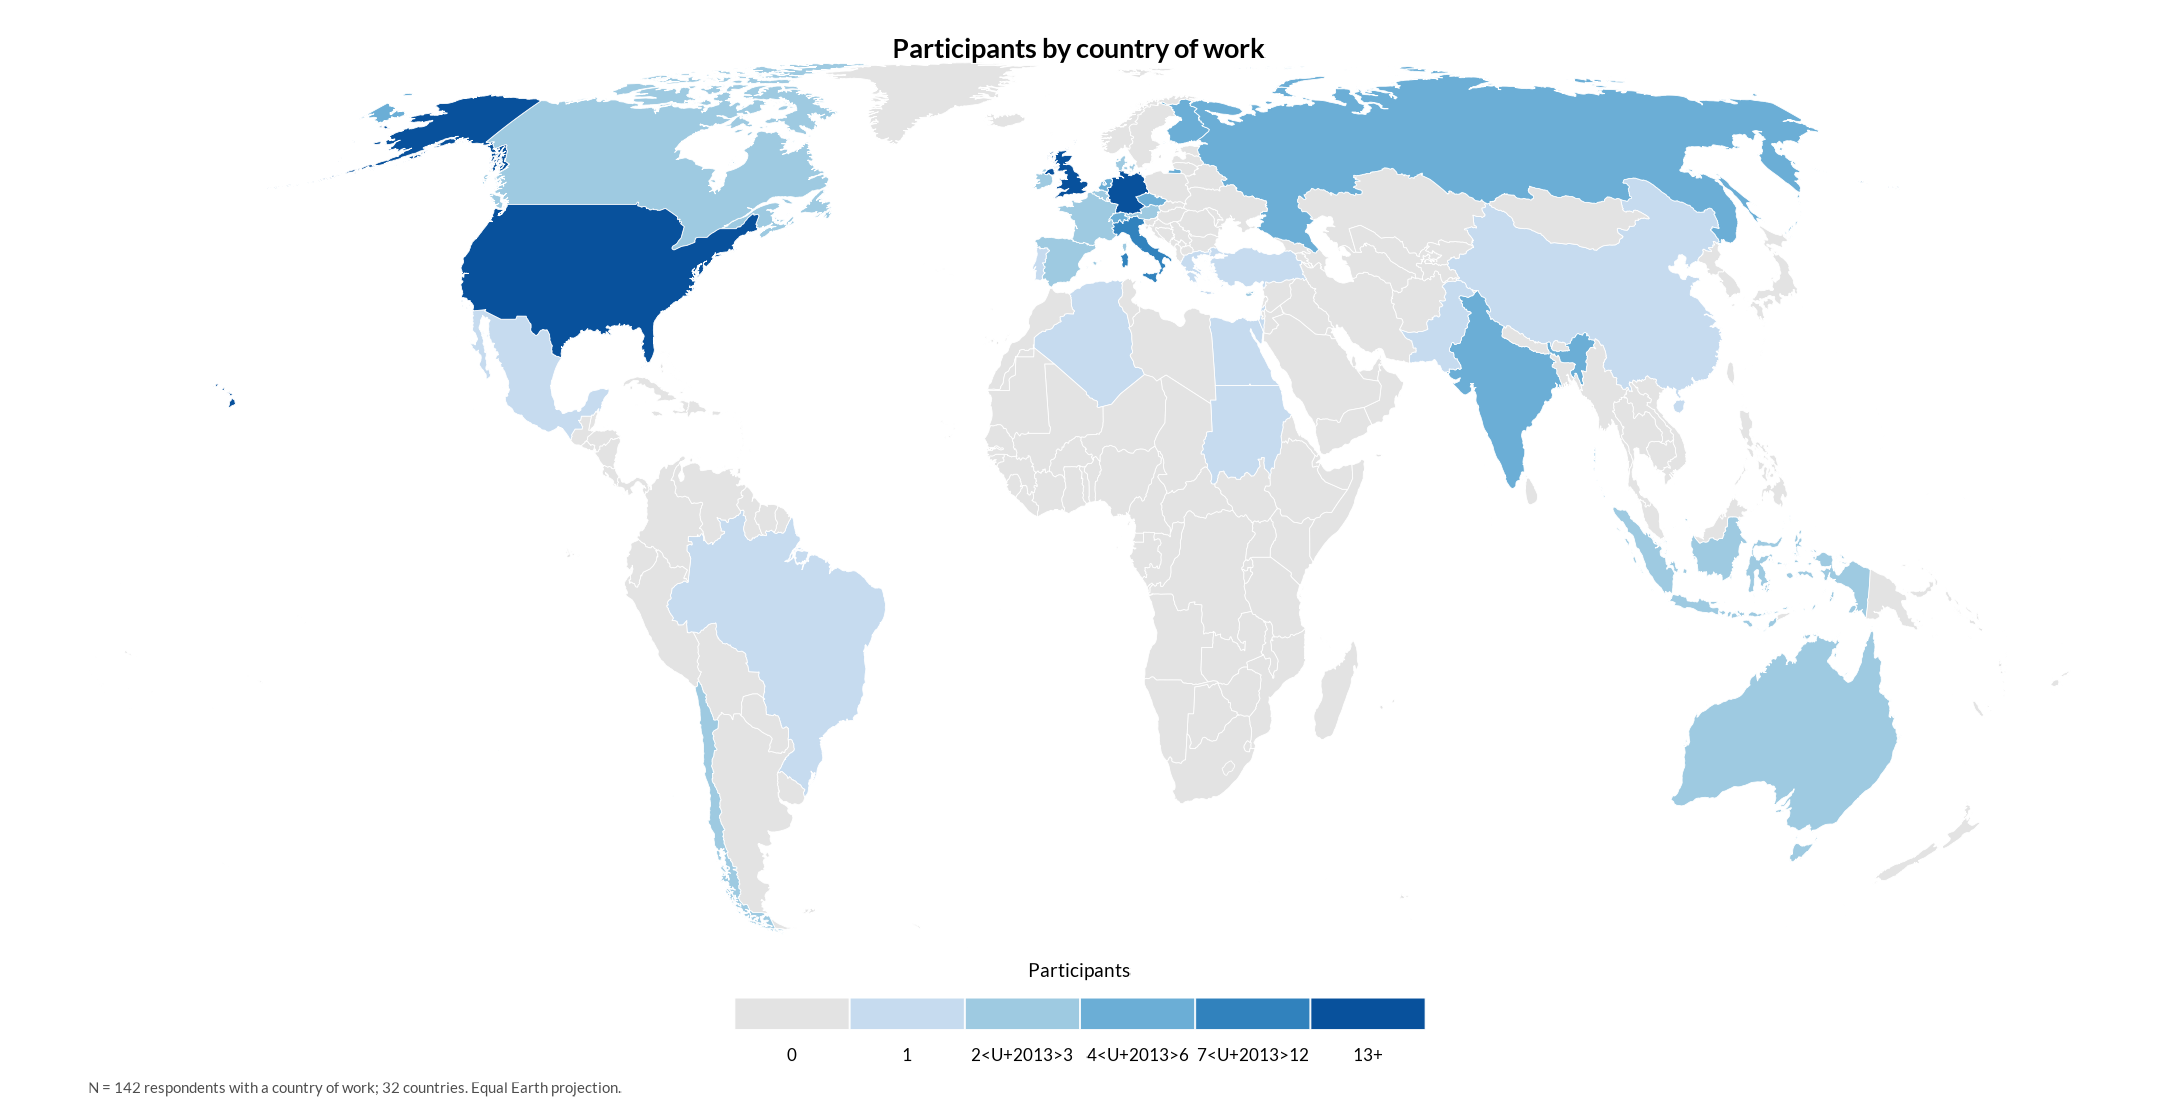 Participants by country of work
Participants
0 1 2<U+2013>3 4<U+2013>6 7<U+2013>12 13+
N = 142 respondents with a country of work; 32 countries. Equal Earth projection.